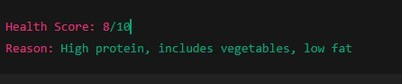 Health Score: 8/10
Reason: High protein, includes vegetables, low fat